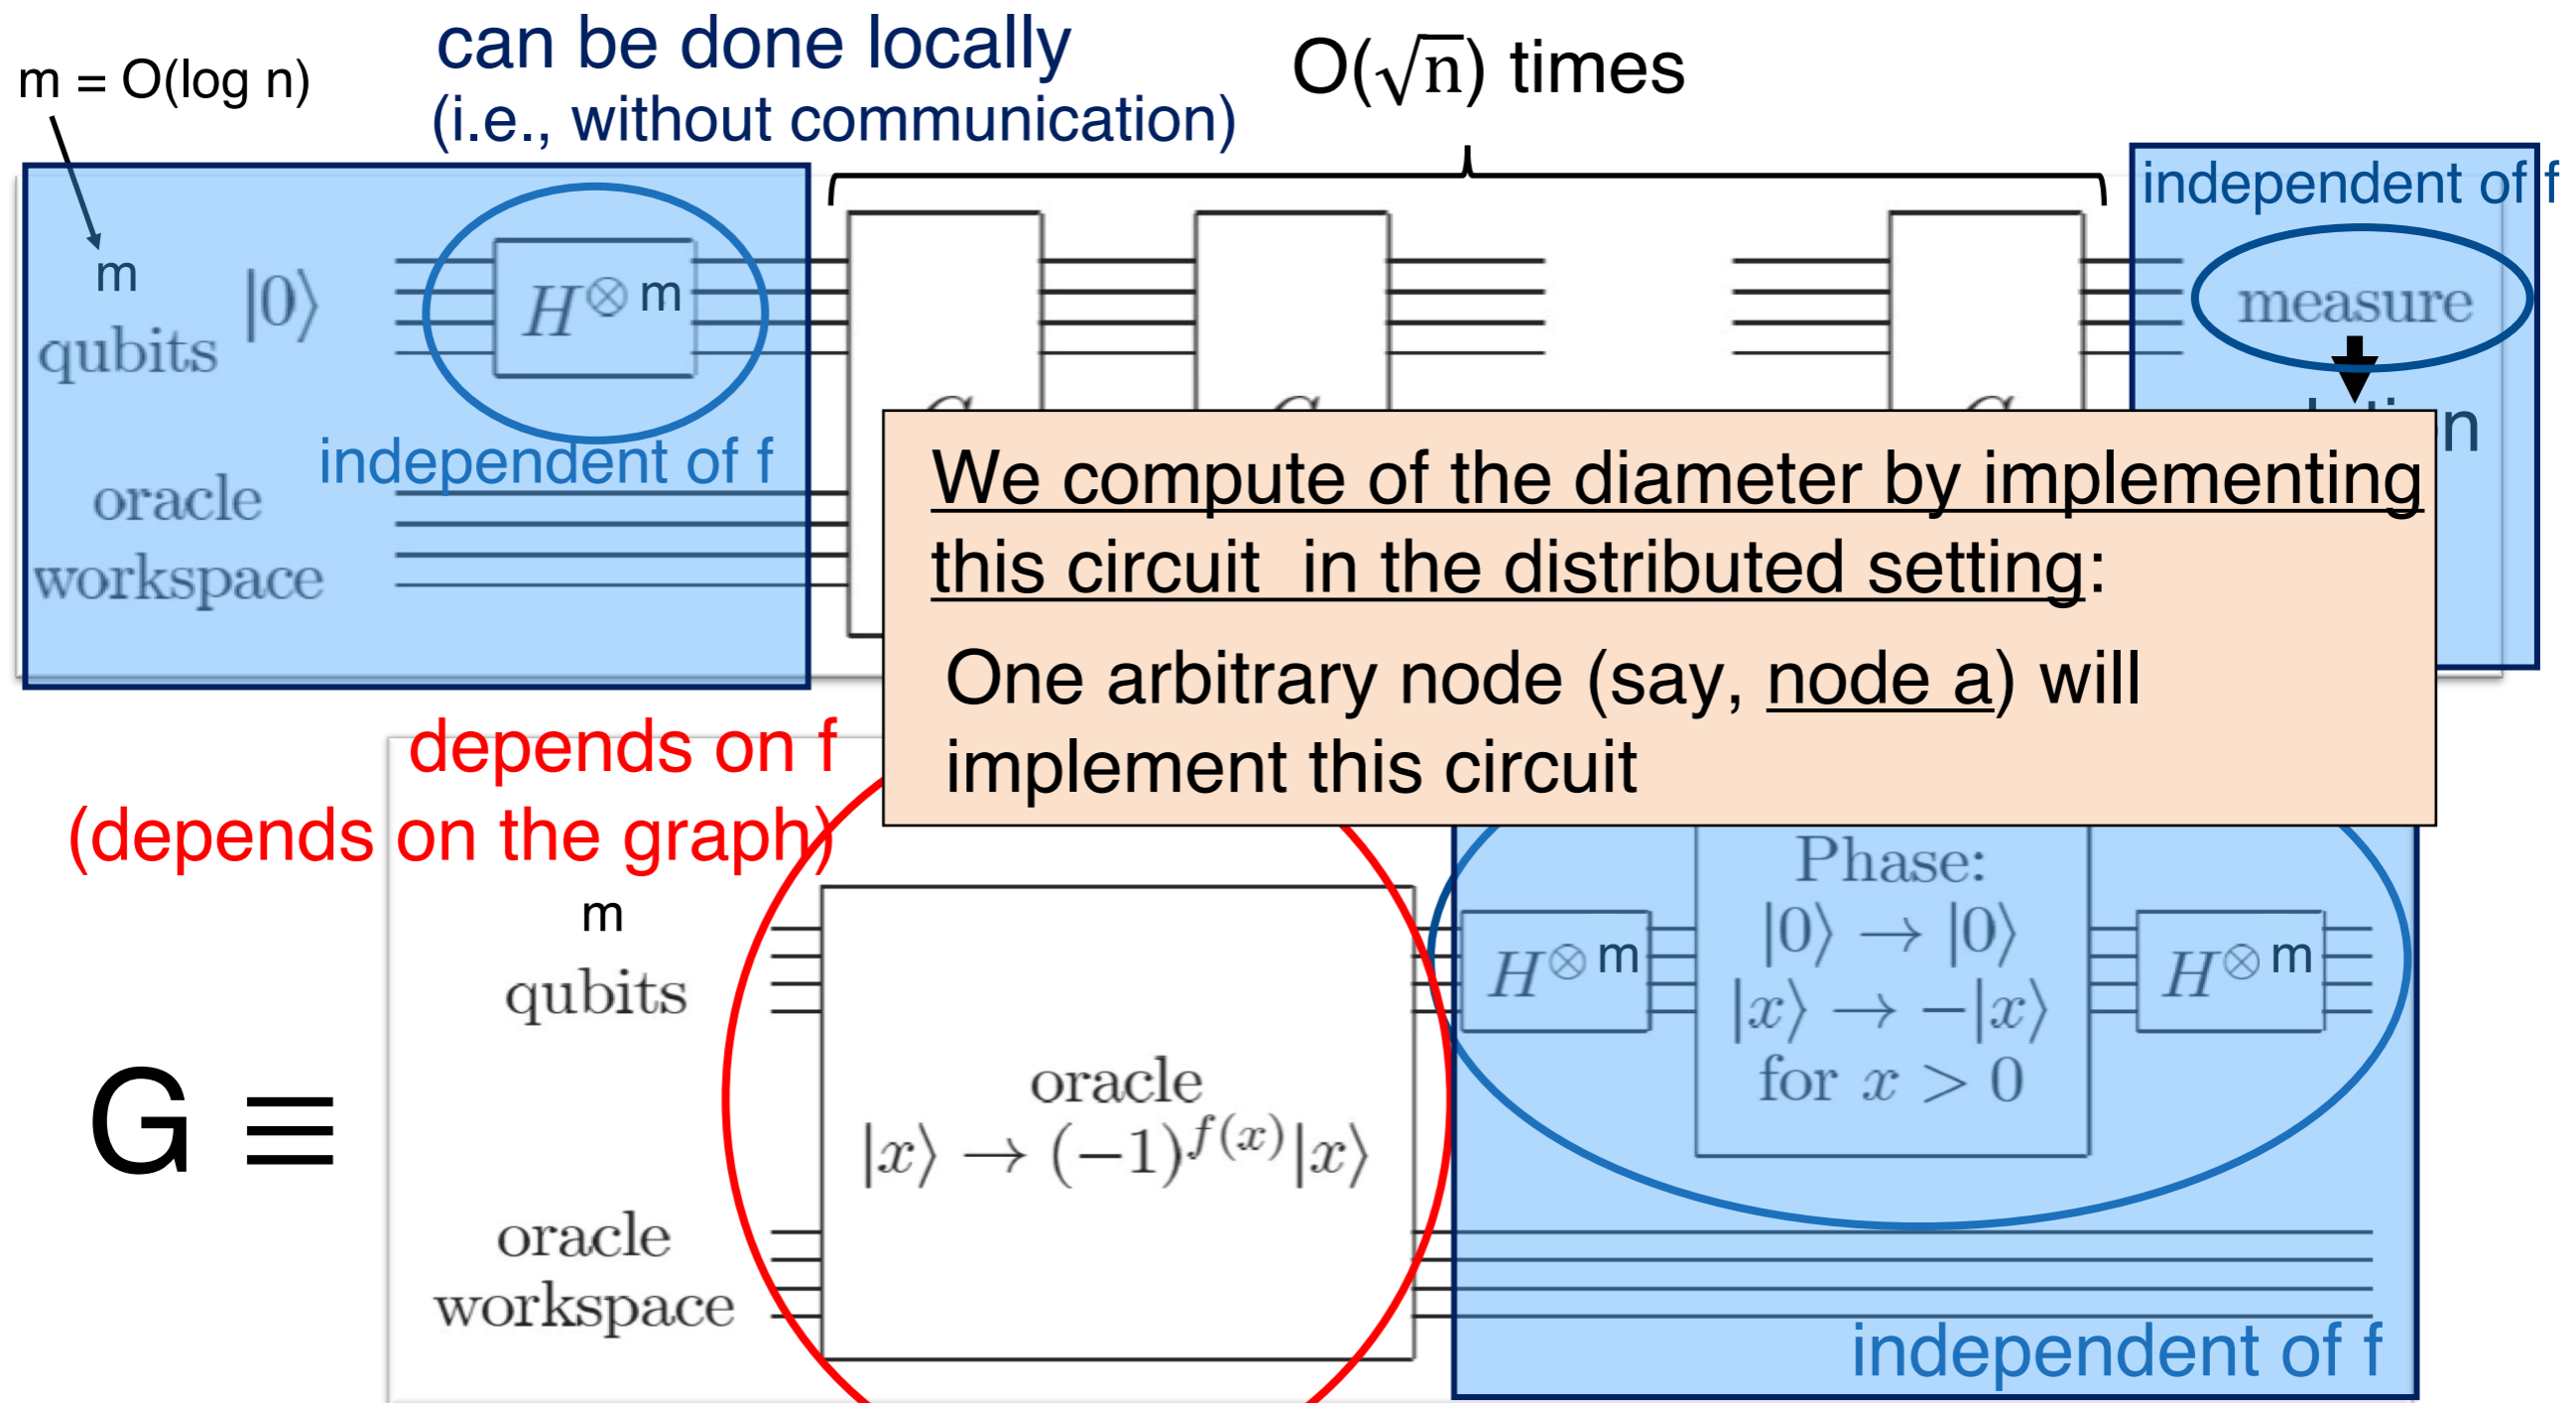 can be done locally
(i.e., without communication)
m = O(log n)
O(√n) times
independent of f
m
qubits
|0⟩
H⊗m
measure
independent of f
oracle
workspace
We compute of the diameter by implementing
this circuit in the distributed setting:
One arbitrary node (say, node a) will
implement this circuit
depends on f
(depends on the graph)
m
qubits
G ≡
oracle
|x⟩ → (−1)^f(x)|x⟩
oracle
workspace
H⊗m
Phase:
|0⟩ → |0⟩
|x⟩ → −|x⟩
for x > 0
H⊗m
independent of f